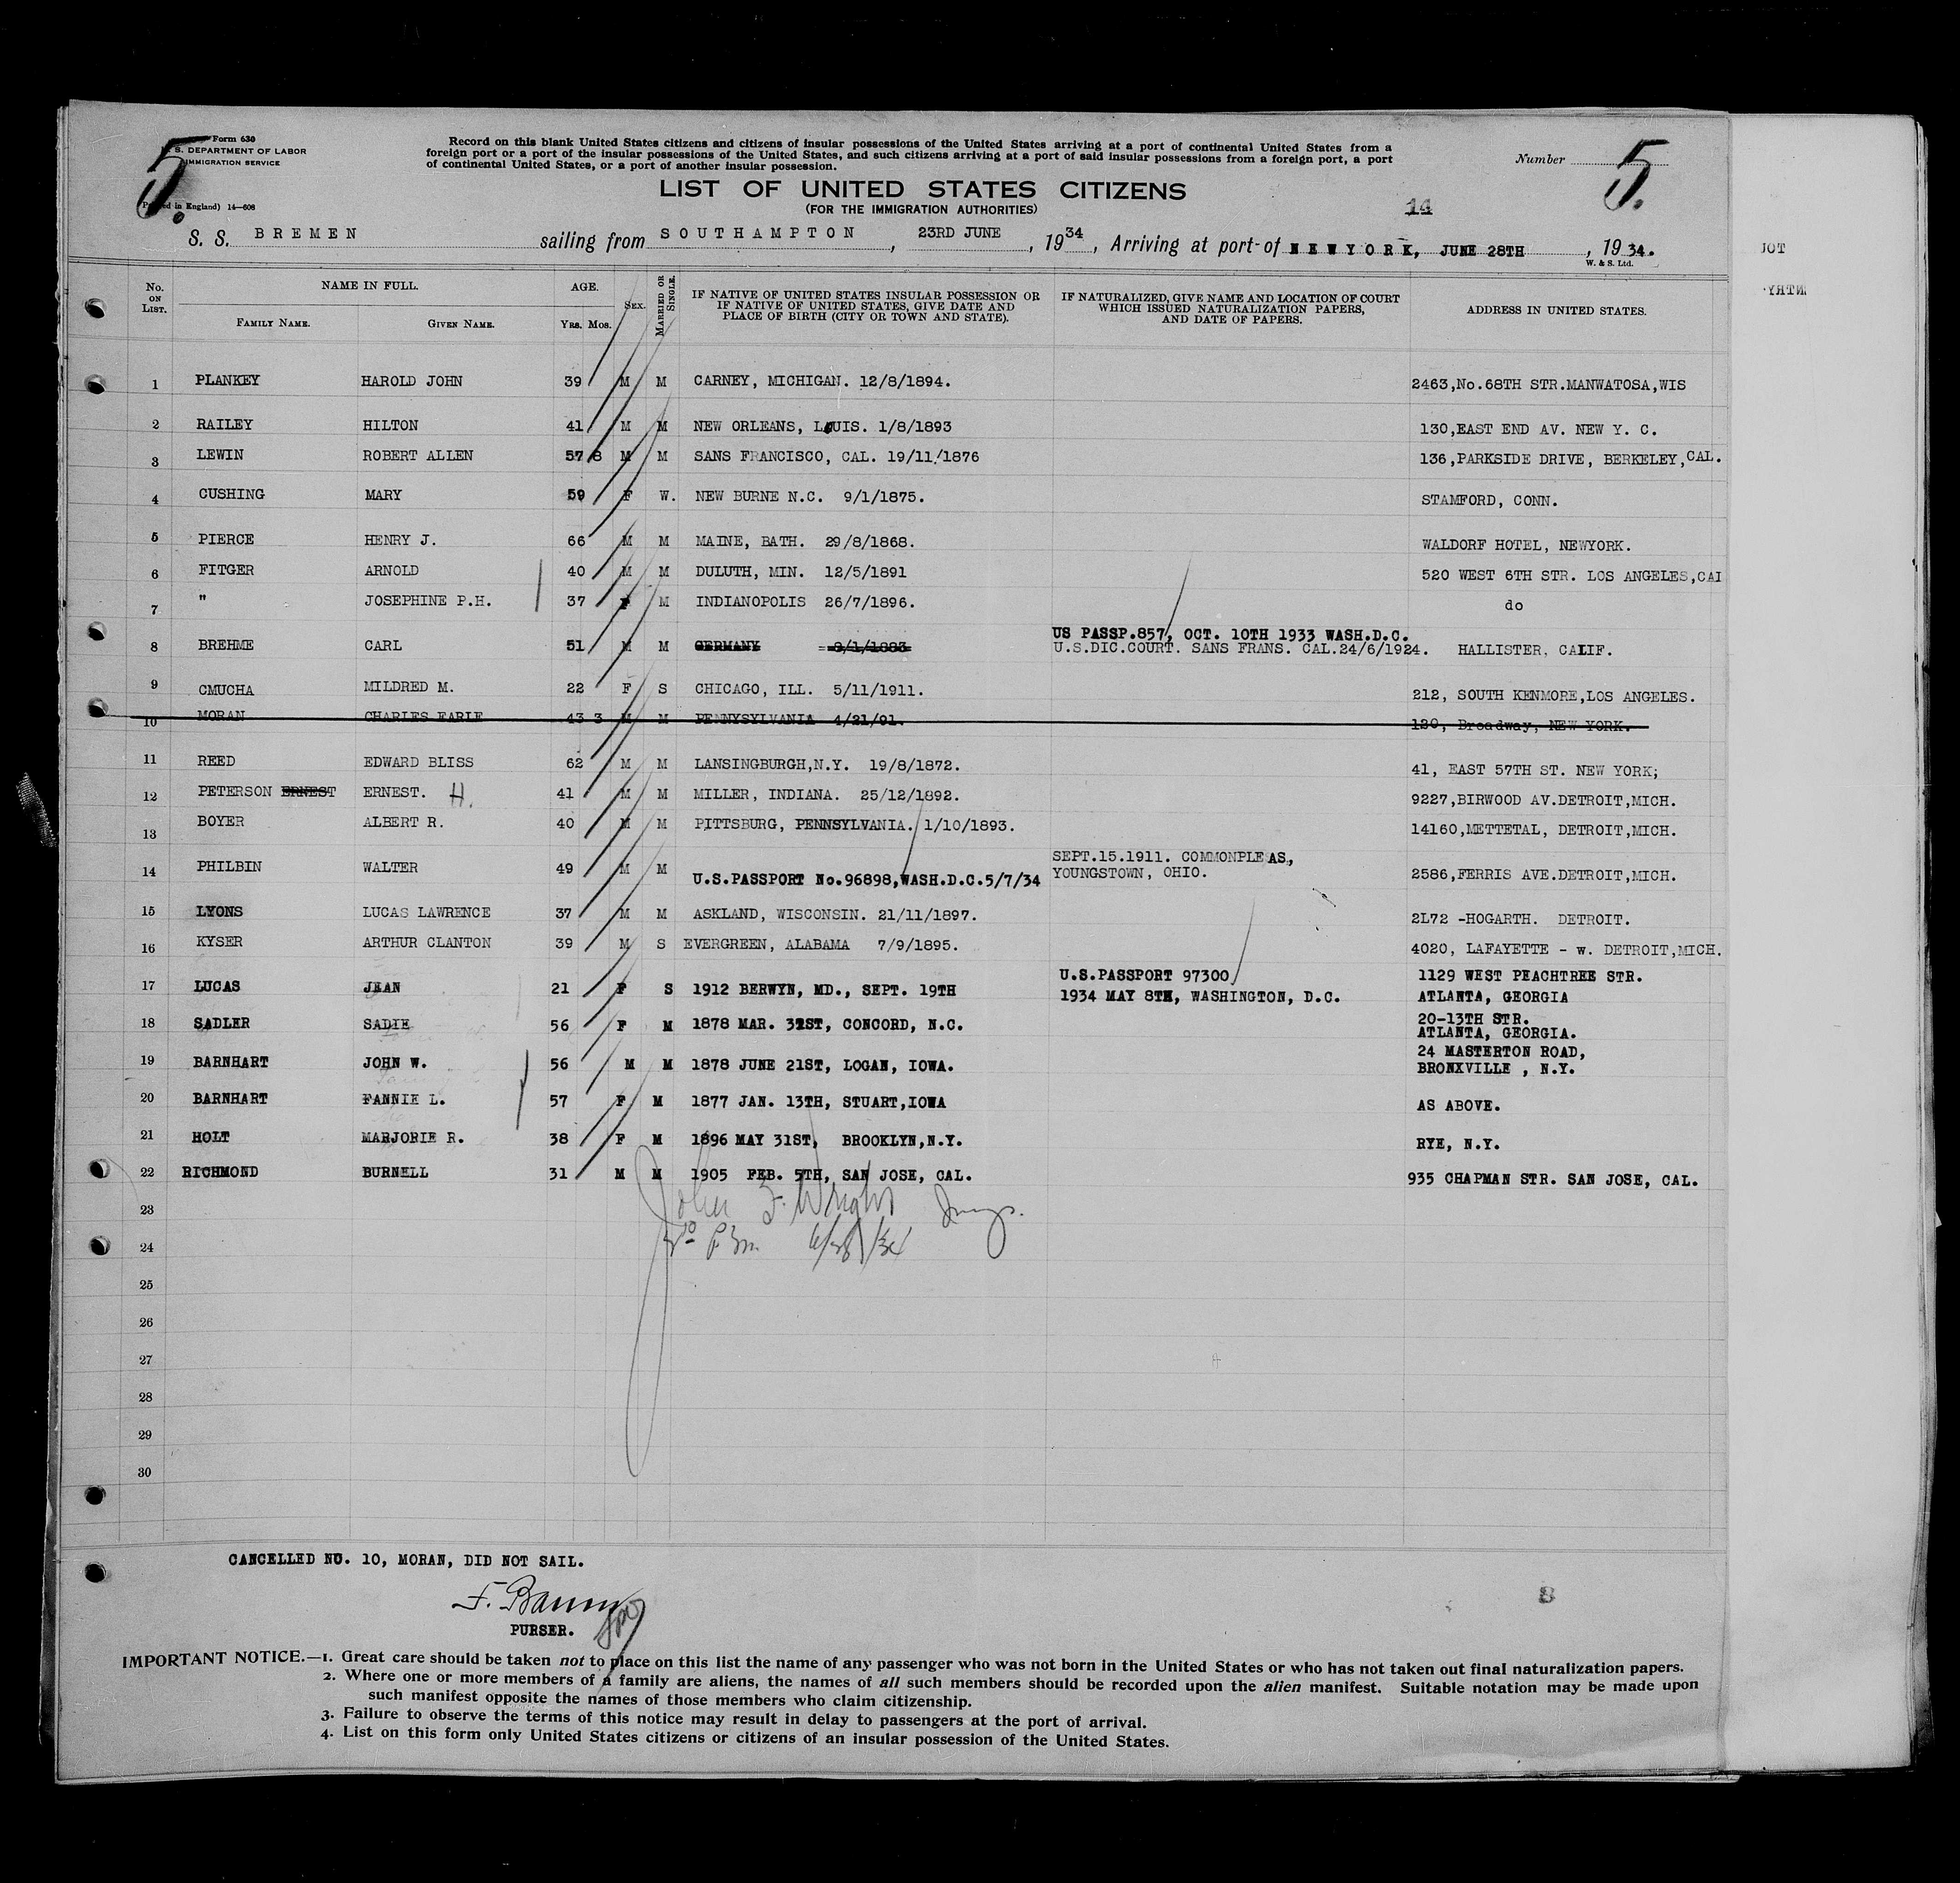 Form 630
S. DEPARTMENT OF LABOR
IMMIGRATION SERVICE
(Printed in England) 14—608
5.
Record on this blank United States citizens and citizens of insular possessions of the United States arriving at a port of continental United States from a
foreign port or a port of the insular possessions of the United States, and such citizens arriving at a port of said insular possessions from a foreign port, a port
of continental United States, or a port of another insular possession.
Number 5.
LIST OF UNITED STATES CITIZENS
(FOR THE IMMIGRATION AUTHORITIES)
14
S. S. BREMEN sailing from SOUTHAMPTON, 23RD JUNE, 1934, Arriving at port of NEWYORK, JUNE 28TH, 1934.
W. & S. Ltd.
No. ON LIST. NAME IN FULL. FAMILY NAME. GIVEN NAME. AGE. YRS. MOS. SEX. MARRIED OR SINGLE. IF NATIVE OF UNITED STATES INSULAR POSSESSION OR IF NATIVE OF UNITED STATES, GIVE DATE AND PLACE OF BIRTH (CITY OR TOWN AND STATE). IF NATURALIZED, GIVE NAME AND LOCATION OF COURT WHICH ISSUED NATURALIZATION PAPERS, AND DATE OF PAPERS. ADDRESS IN UNITED STATES.
1 PLANKEY HAROLD JOHN 39 M M CARNEY, MICHIGAN. 12/8/1894. 2463,No.68TH STR.MANWATOSA,WIS
2 RAILEY HILTON 41 M M NEW ORLEANS, LOUIS. 1/8/1893 130,EAST END AV. NEW Y. C.
3 LEWIN ROBERT ALLEN 57 8 M M SANS FRANCISCO, CAL. 19/11/1876 136,PARKSIDE DRIVE, BERKELEY,CAL.
4 CUSHING MARY 59 F W. NEW BURNE N.C. 9/1/1875. STAMFORD, CONN.
5 PIERCE HENRY J. 66 M M MAINE, BATH. 29/8/1868. WALDORF HOTEL, NEWYORK.
6 FITGER ARNOLD 40 M M DULUTH, MIN. 12/5/1891 520 WEST 6TH STR. LOS ANGELES,CAI
7 " JOSEPHINE P.H. 37 F M INDIANOPOLIS 26/7/1896. do
8 BREHME CARL 51 M M GERMANY 8/1/1883 US PASSP.857, OCT. 10TH 1933 WASH.D.C.
U.S.DIC.COURT. SANS FRANS. CAL.24/6/1924. HALLISTER, CALIF.
9 CMUCHA MILDRED M. 22 F S CHICAGO, ILL. 5/11/1911. 212, SOUTH KENMORE,LOS ANGELES.
10 MORAN CHARLES EARLE 43 3 M M PENNYSYLVANIA 4/21/91. 120, Broadway, NEW YORK.
11 REED EDWARD BLISS 62 M M LANSINGBURGH,N.Y. 19/8/1872. 41, EAST 57TH ST. NEW YORK;
12 PETERSON ERNEST ERNEST. H. 41 M M MILLER, INDIANA. 25/12/1892. 9227,BIRWOOD AV.DETROIT,MICH.
13 BOYER ALBERT R. 40 M M PITTSBURG, PENNSYLVANIA. 1/10/1893. 14160,METTETAL, DETROIT,MICH.
14 PHILBIN WALTER 49 M M U.S.PASSPORT No.96898,WASH.D.C.5/7/34 SEPT.15.1911. COMMONPLEAS,
YOUNGSTOWN, OHIO. 2586,FERRIS AVE.DETROIT,MICH.
15 LYONS LUCAS LAWRENCE 37 M M ASKLAND, WISCONSIN. 21/11/1897. 2L72 -HOGARTH. DETROIT.
16 KYSER ARTHUR CLANTON 39 M S EVERGREEN, ALABAMA 7/9/1895. 4020, LAFAYETTE - w. DETROIT,MICH.
17 LUCAS JEAN 21 F S 1912 BERWYN, MD., SEPT. 19TH U.S.PASSPORT 97300 1129 WEST PEACHTREE STR.
1934 MAY 8TH, WASHINGTON, D.C. ATLANTA, GEORGIA
18 SADLER SADIE 56 F M 1878 MAR. 31ST, CONCORD, N.C. 20-13TH STR.
ATLANTA, GEORGIA.
19 BARNHART JOHN W. 56 M M 1878 JUNE 21ST, LOGAN, IOWA. 24 MASTERTON ROAD,
BRONXVILLE , N.Y.
20 BARNHART FANNIE L. 57 F M 1877 JAN. 13TH, STUART,IOWA AS ABOVE.
21 HOLT MARJORIE R. 38 F M 1896 MAY 31ST, BROOKLYN,N.Y. RYE, N.Y.
22 RICHMOND BURNELL 31 M M 1905 FEB. 5TH, SAN JOSE, CAL. 935 CHAPMAN STR. SAN JOSE, CAL.
23 John F. Wright Insp.
24 6/28/34
25
26
27
28
29
30
CANCELLED NO. 10, MORAN, DID NOT SAIL.
F. Baum
PURSER.
8
IMPORTANT NOTICE.—1. Great care should be taken not to place on this list the name of any passenger who was not born in the United States or who has not taken out final naturalization papers.
2. Where one or more members of a family are aliens, the names of all such members should be recorded upon the alien manifest. Suitable notation may be made upon
such manifest opposite the names of those members who claim citizenship.
3. Failure to observe the terms of this notice may result in delay to passengers at the port of arrival.
4. List on this form only United States citizens or citizens of an insular possession of the United States.